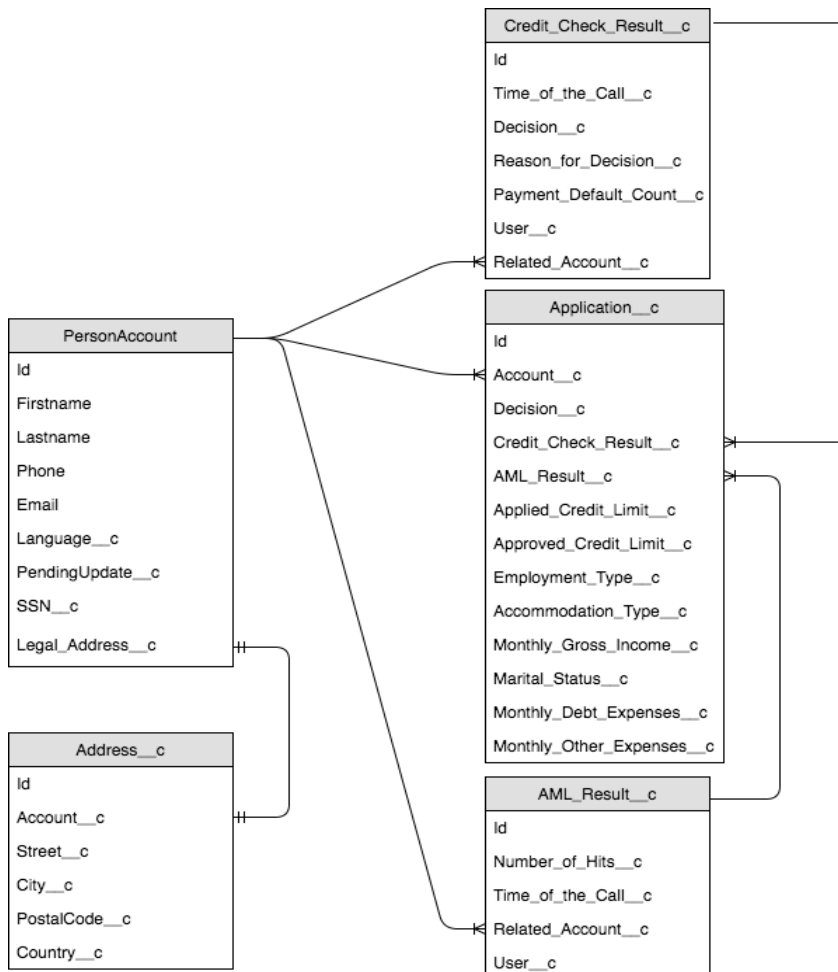 Credit_Check_Result__c
Id
Time_of_the_Call__c
Decision__c
Reason_for_Decision__c
Payment_Default_Count__c
User__c
Related_Account__c
PersonAccount
Id
Firstname
Lastname
Phone
Email
Language__c
PendingUpdate__c
SSN__c
Legal_Address__c
Application__c
Id
Account__c
Decision__c
Credit_Check_Result__c
AML_Result__c
Applied_Credit_Limit__c
Approved_Credit_Limit__c
Employment_Type__c
Accommodation_Type__c
Monthly_Gross_Income__c
Marital_Status__c
Monthly_Debt_Expenses__c
Monthly_Other_Expenses__c
Address__c
Id
Account__c
Street__c
City__c
PostalCode__c
Country__c
AML_Result__c
Id
Number_of_Hits__c
Time_of_the_Call__c
Related_Account__c
User__c